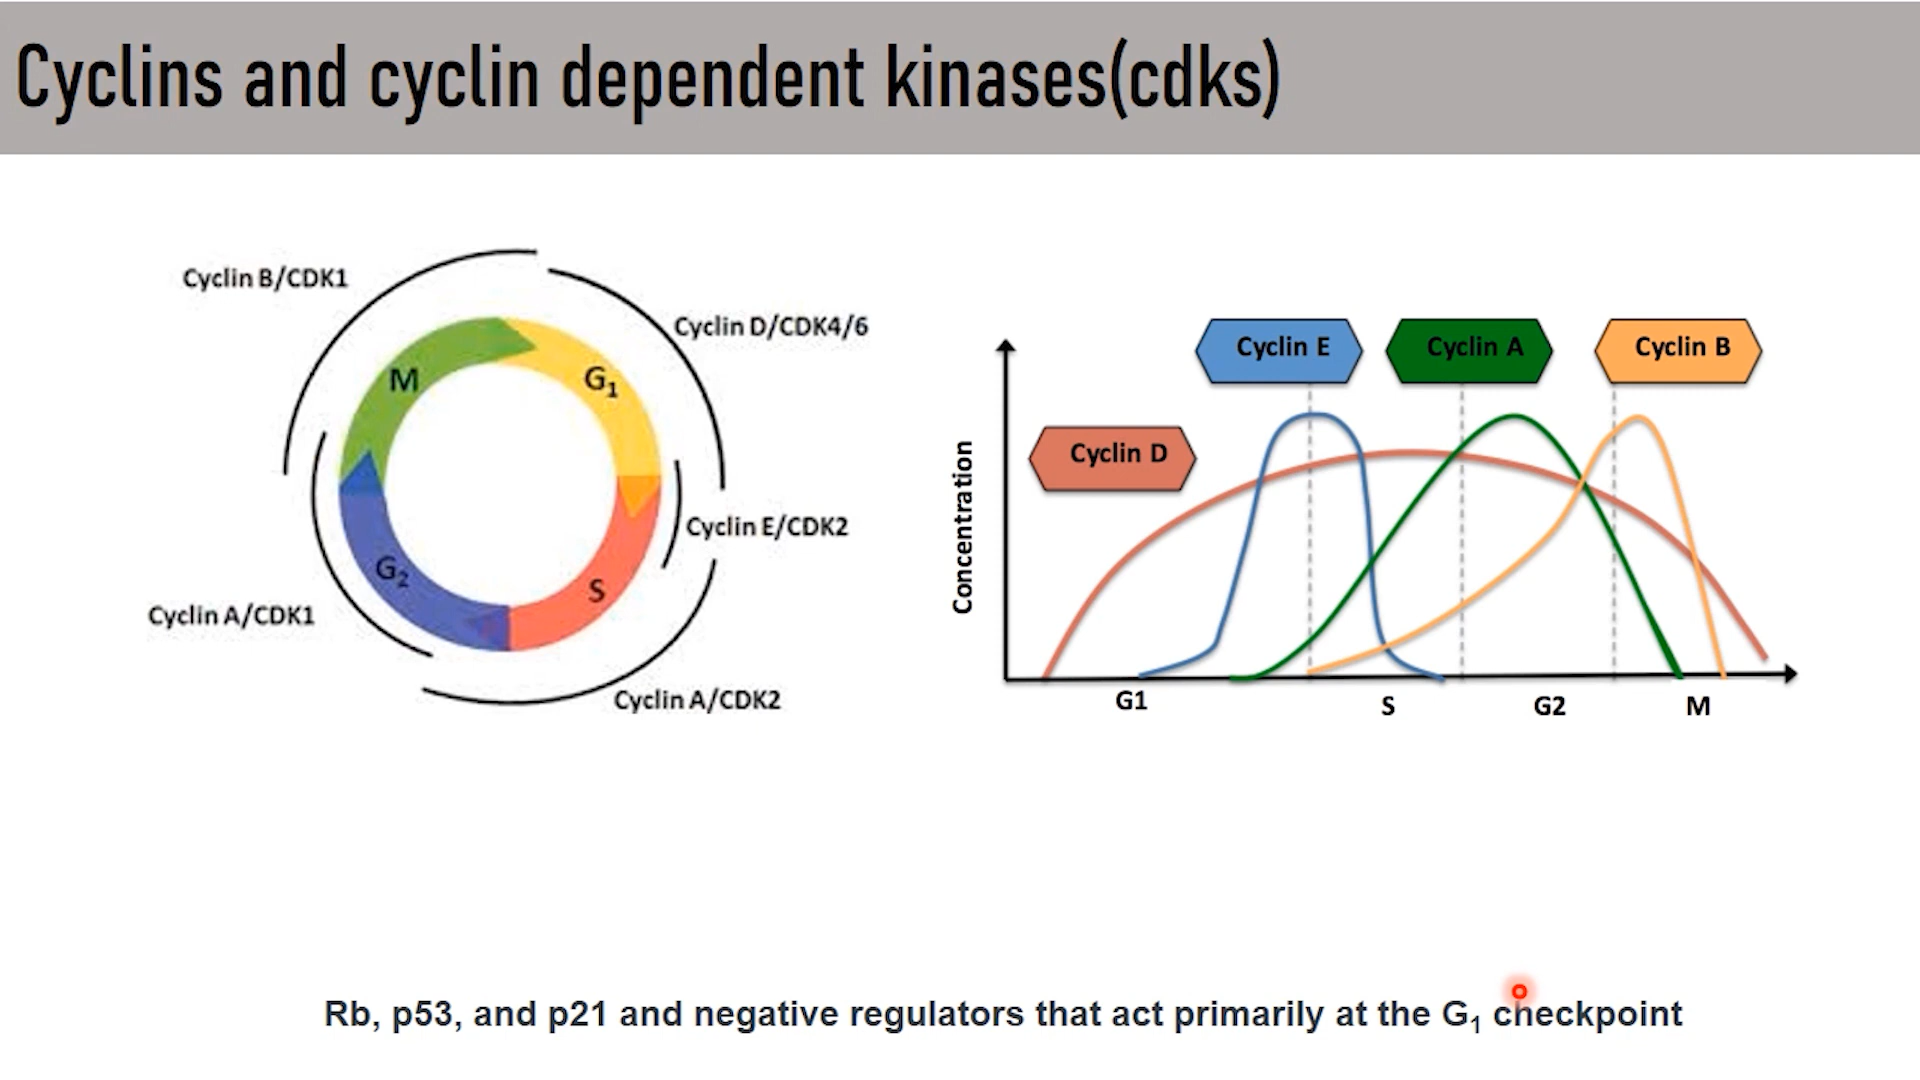 Cyclins and cyclin dependent kinases(cdks)
Cyclin B/CDK1
Cyclin D/CDK4/6
M
G1
Cyclin E/CDK2
G2
S
Cyclin A/CDK1
Cyclin A/CDK2
Cyclin E
Cyclin A
Cyclin B
Cyclin D
Concentration
G1
S
G2
M
Rb, p53, and p21 and negative regulators that act primarily at the G1 checkpoint